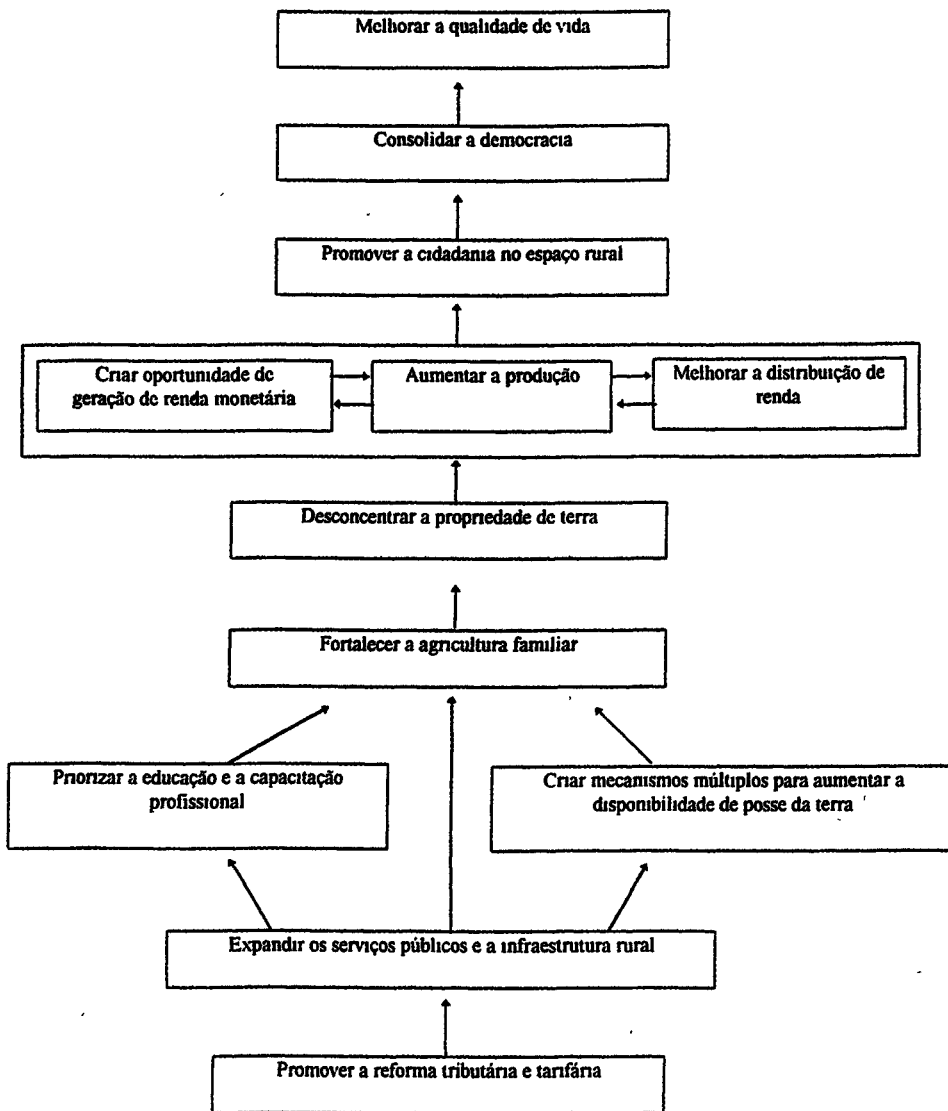 Melhorar a qualidade de vida
Consolidar a democracia
Promover a cidadania no espaço rural
Criar oportunidade de
geração de renda monetária
Aumentar a produção
Melhorar a distribuição de
renda
Desconcentrar a propriedade de terra
Fortalecer a agricultura familiar
Priorizar a educação e a capacitação
profissional
Criar mecanismos múltiplos para aumentar a
disponibilidade de posse da terra
Expandir os serviços públicos e a infraestrutura rural
Promover a reforma tributária e tarifária